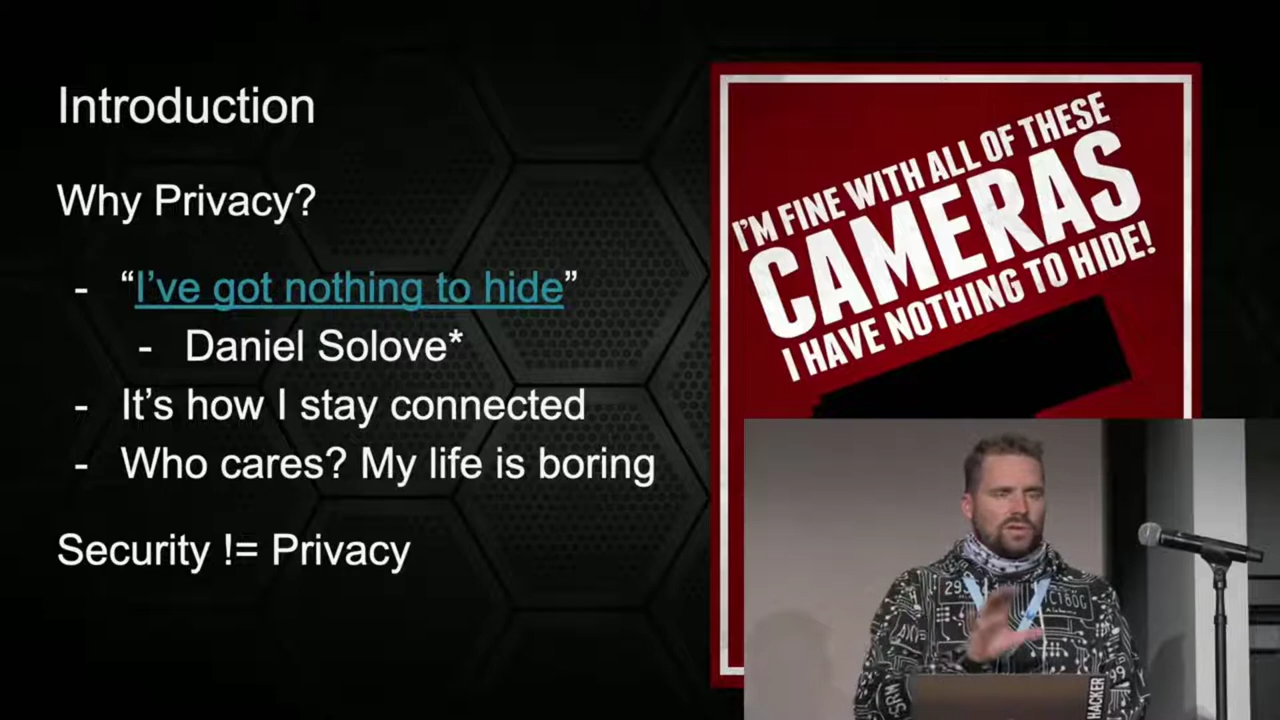 Introduction
Why Privacy?
- “I’ve got nothing to hide”
- Daniel Solove*
- It’s how I stay connected
- Who cares? My life is boring
Security != Privacy
I’M FINE WITH ALL OF THESE
CAMERAS
I HAVE NOTHING TO HIDE!
HACKER